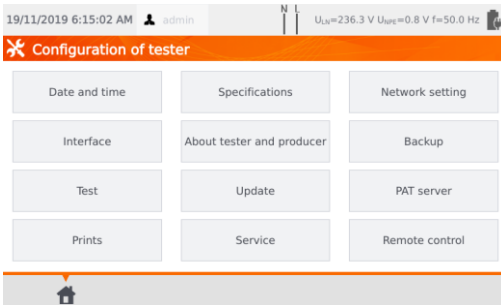 19/11/2019 6:15:02 AM admin N L U_LN=236.3 V U_NPE=0.8 V f=50.0 Hz
Configuration of tester
Date and time Specifications Network setting
Interface About tester and producer Backup
Test Update PAT server
Prints Service Remote control